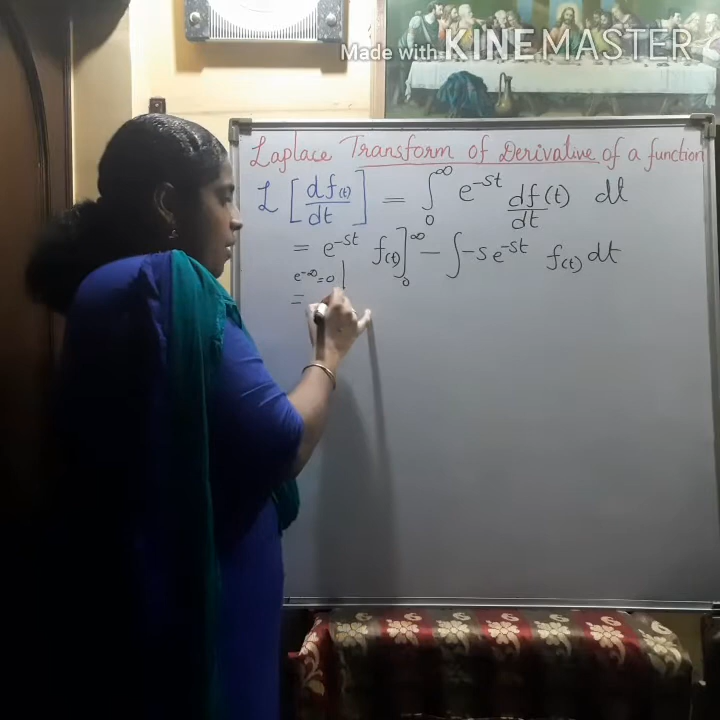 Made with KINEMASTER
Laplace Transform of Derivative of a function
L [df(t)/dt] = ∫₀^∞ e^-st df(t)/dt dt
= e^-st f(t)]₀^∞ - ∫-s e^-st f(t) dt
e^-∞ = 0
=